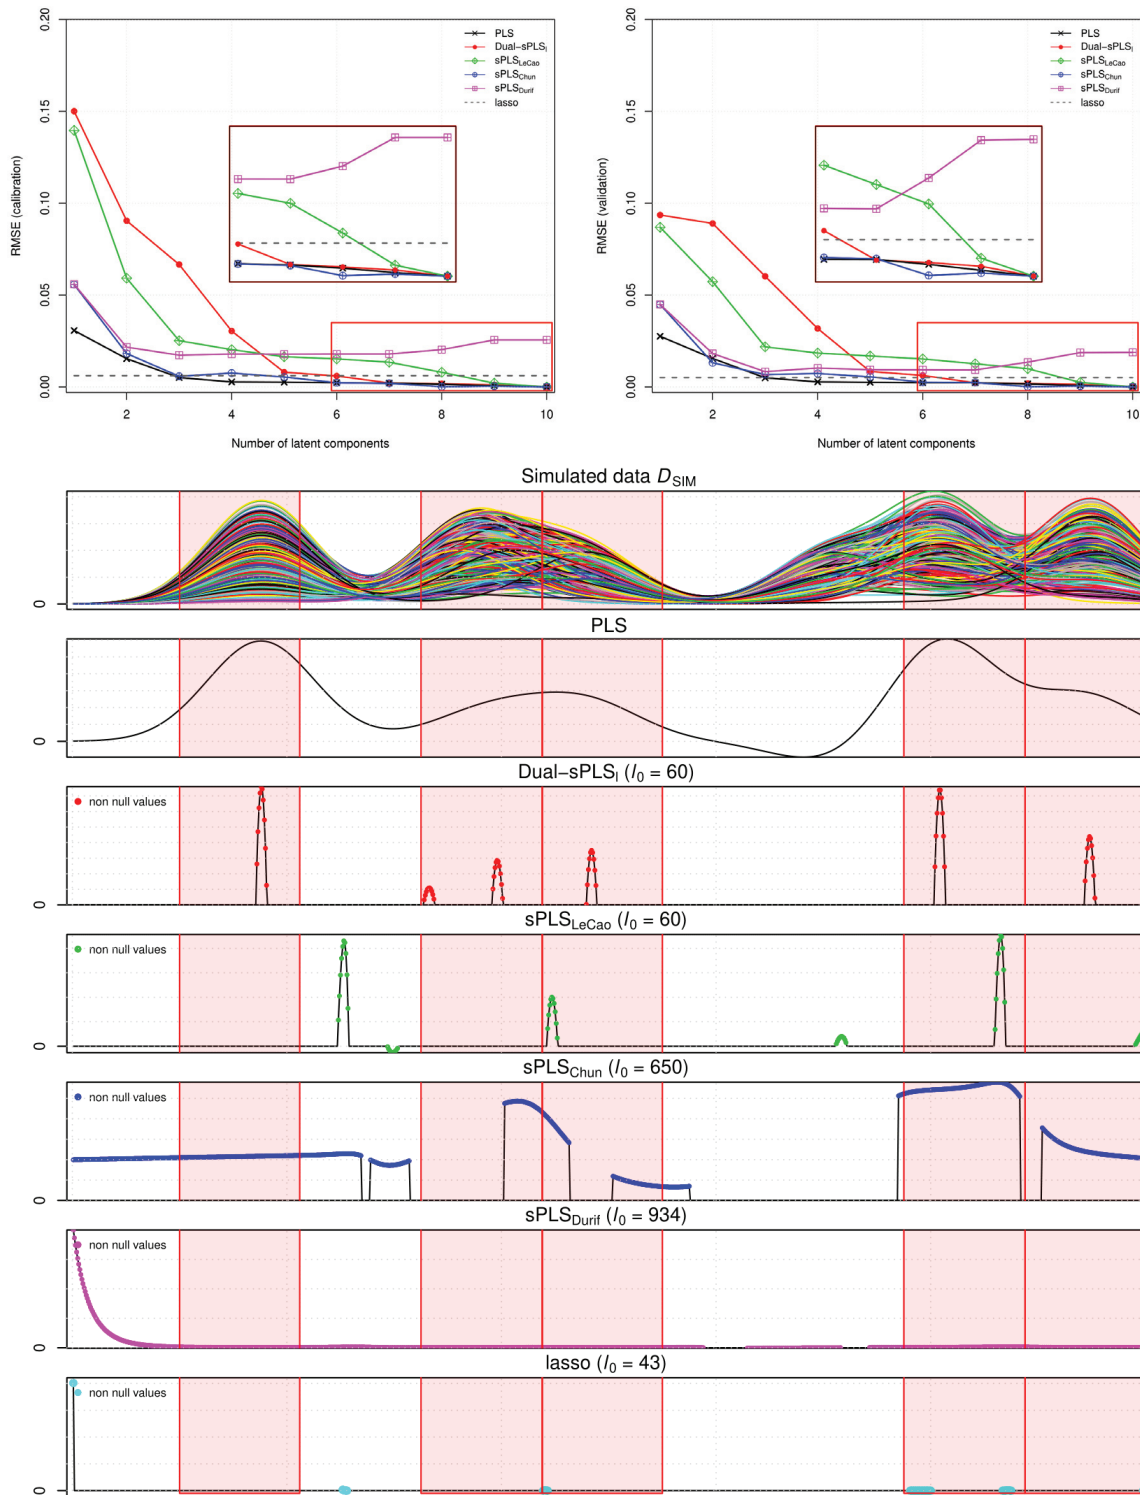 0.20
0.15
0.10
0.05
0.00
RMSE (calibration)
PLS
Dual−sPLSl
sPLSLeCao
sPLSChun
sPLSDurif
lasso
2
4
6
8
10
Number of latent components
0.20
0.15
0.10
0.05
0.00
RMSE (validation)
PLS
Dual−sPLSl
sPLSLeCao
sPLSChun
sPLSDurif
lasso
2
4
6
8
10
Number of latent components
Simulated data DSIM
0
PLS
0
Dual−sPLSl (l0 = 60)
non null values
0
sPLSLeCao (l0 = 60)
non null values
0
sPLSChun (l0 = 650)
non null values
0
sPLSDurif (l0 = 934)
non null values
0
lasso (l0 = 43)
non null values
0